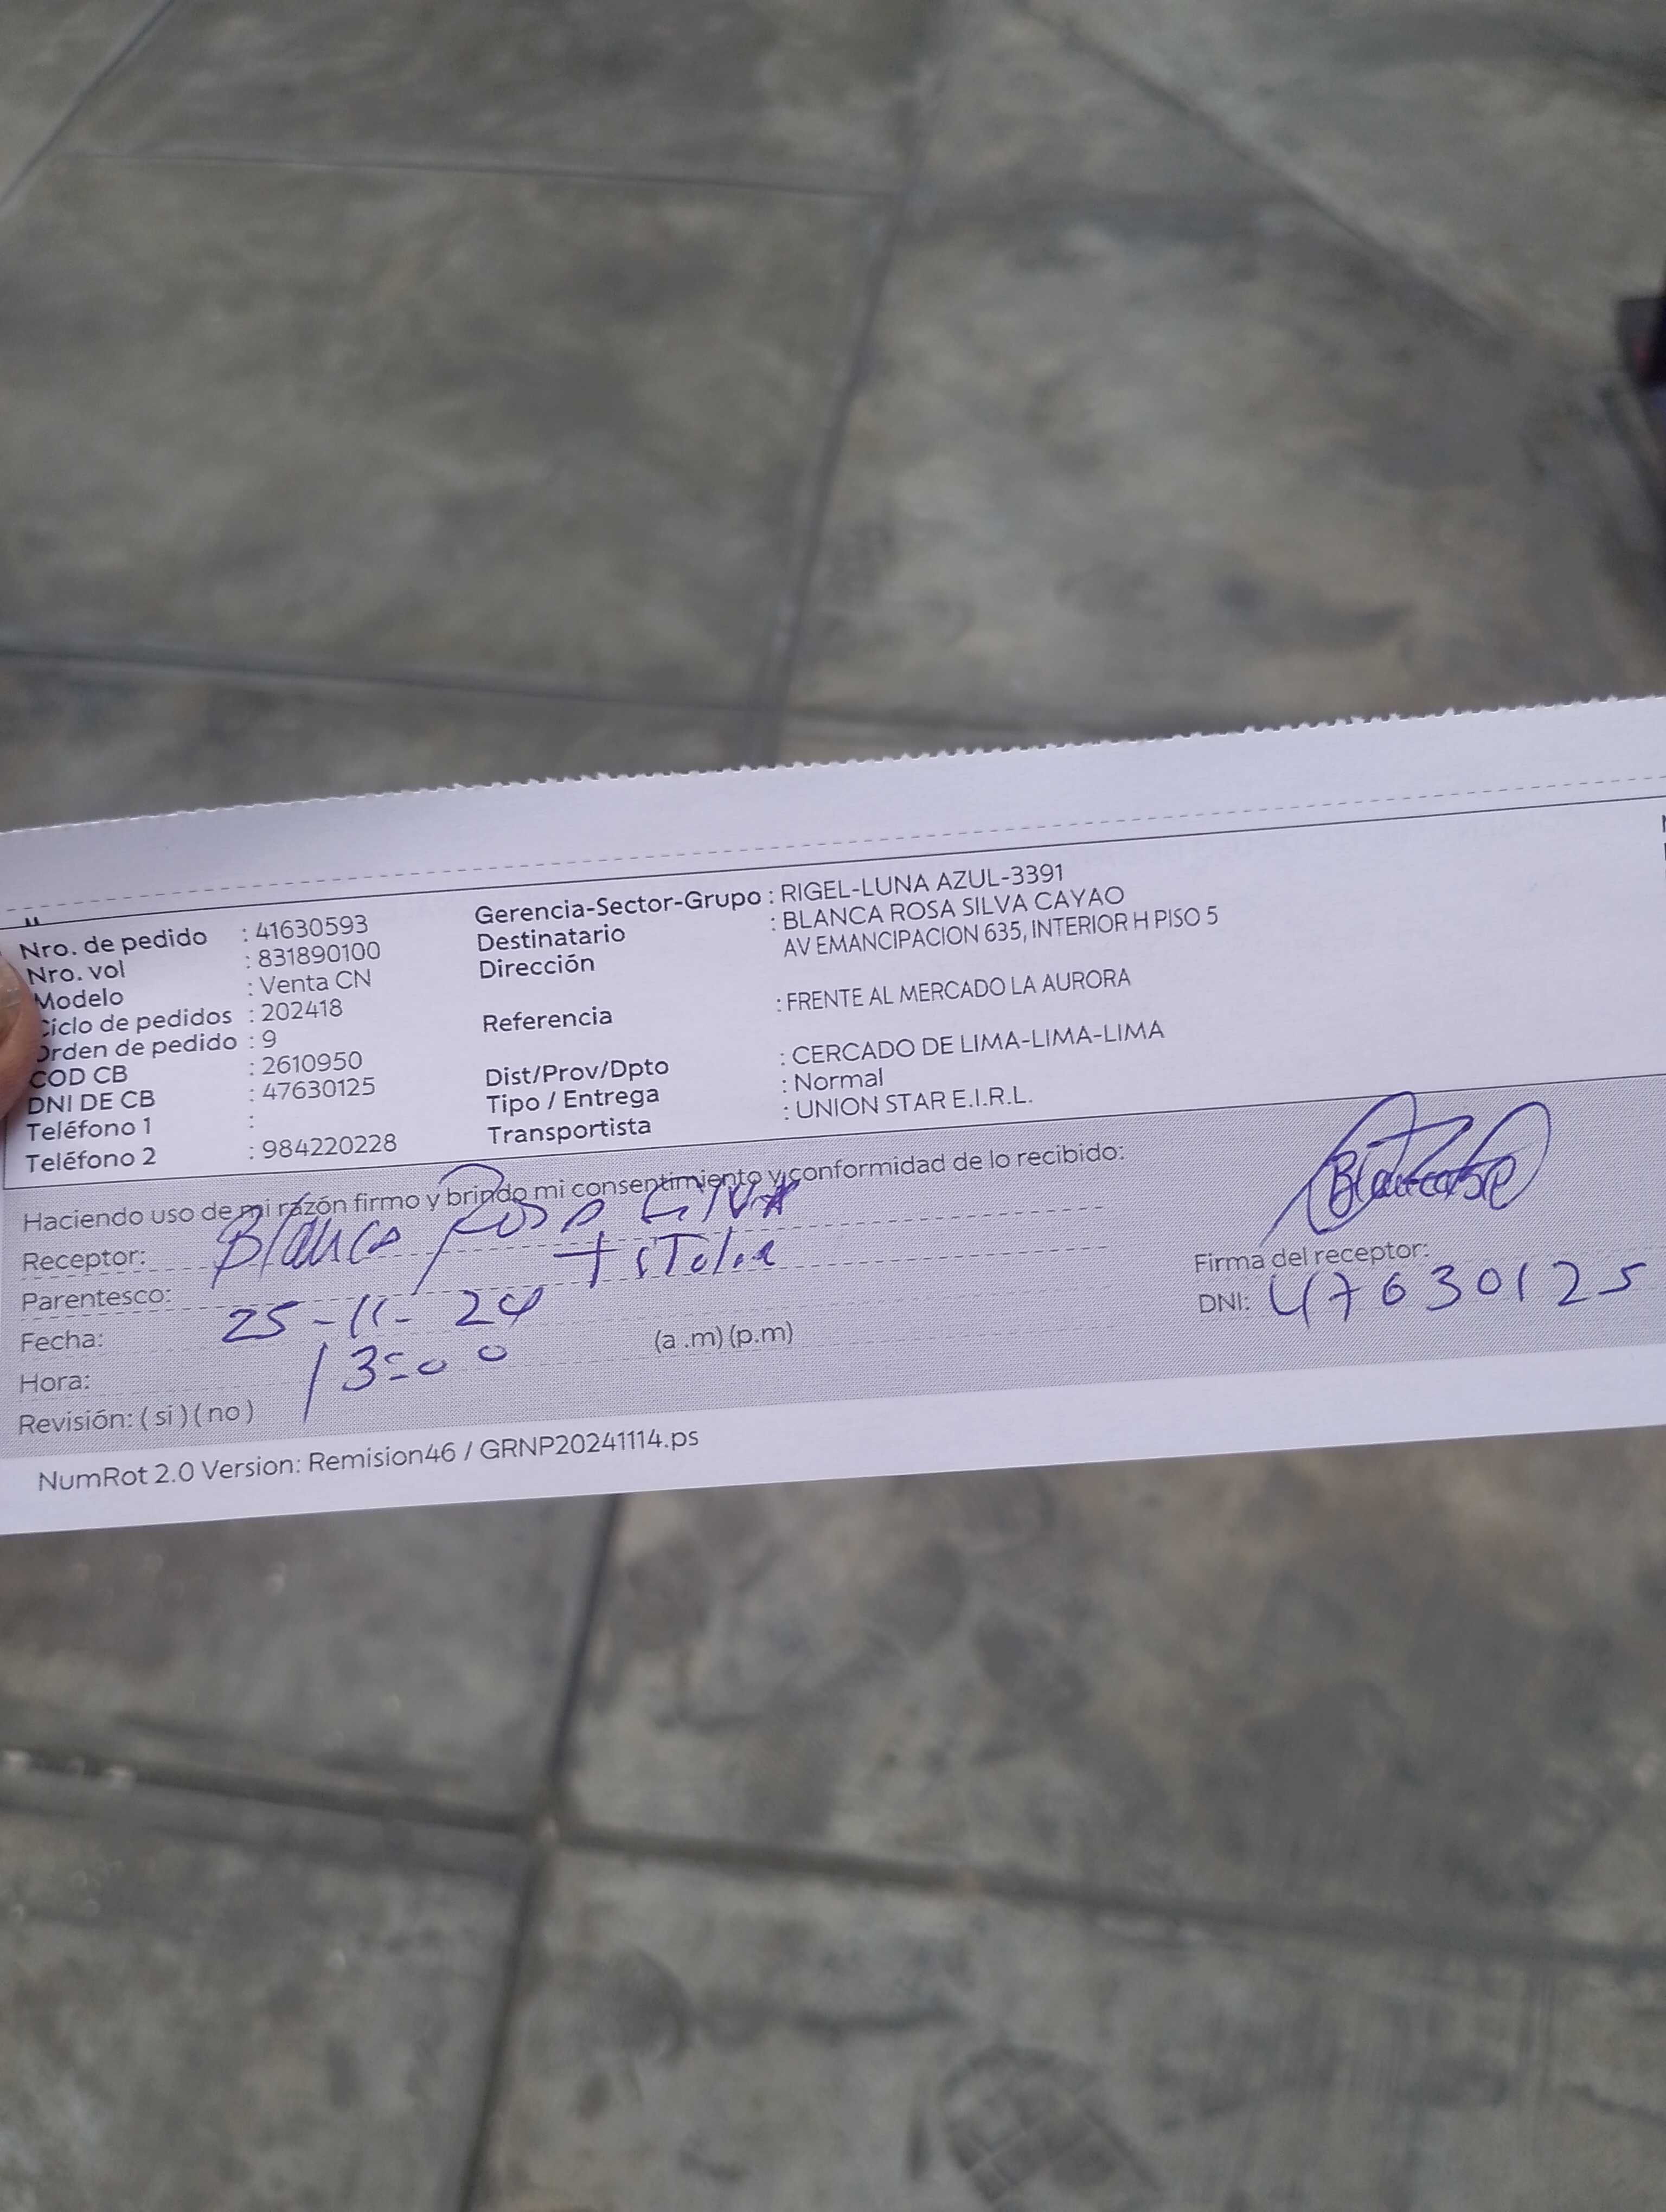 Nro. de pedido : 41630593
Nro. vol : 831890100
Modelo : Venta CN
Ciclo de pedidos : 202418
Orden de pedido : 9
COD CB : 2610950
DNI DE CB : 47630125
Teléfono 1 :
Teléfono 2 : 984220228
Gerencia-Sector-Grupo : RIGEL-LUNA AZUL-3391
Destinatario : BLANCA ROSA SILVA CAYAO
Dirección AV EMANCIPACION 635, INTERIOR H PISO 5
Referencia : FRENTE AL MERCADO LA AURORA
Dist/Prov/Dpto : CERCADO DE LIMA-LIMA-LIMA
Tipo / Entrega : Normal
Transportista : UNION STAR E.I.R.L.
Haciendo uso de mi razón firmo y brindo mi consentimiento y conformidad de lo recibido:
Receptor: Blanca Rosa Silva
Parentesco: titular
Fecha: 25-11-24
Hora: 13:00 (a .m) (p.m)
Revisión: ( si ) ( no )
Firma del receptor:
DNI: 47630125
NumRot 2.0 Version: Remision46 / GRNP20241114.ps